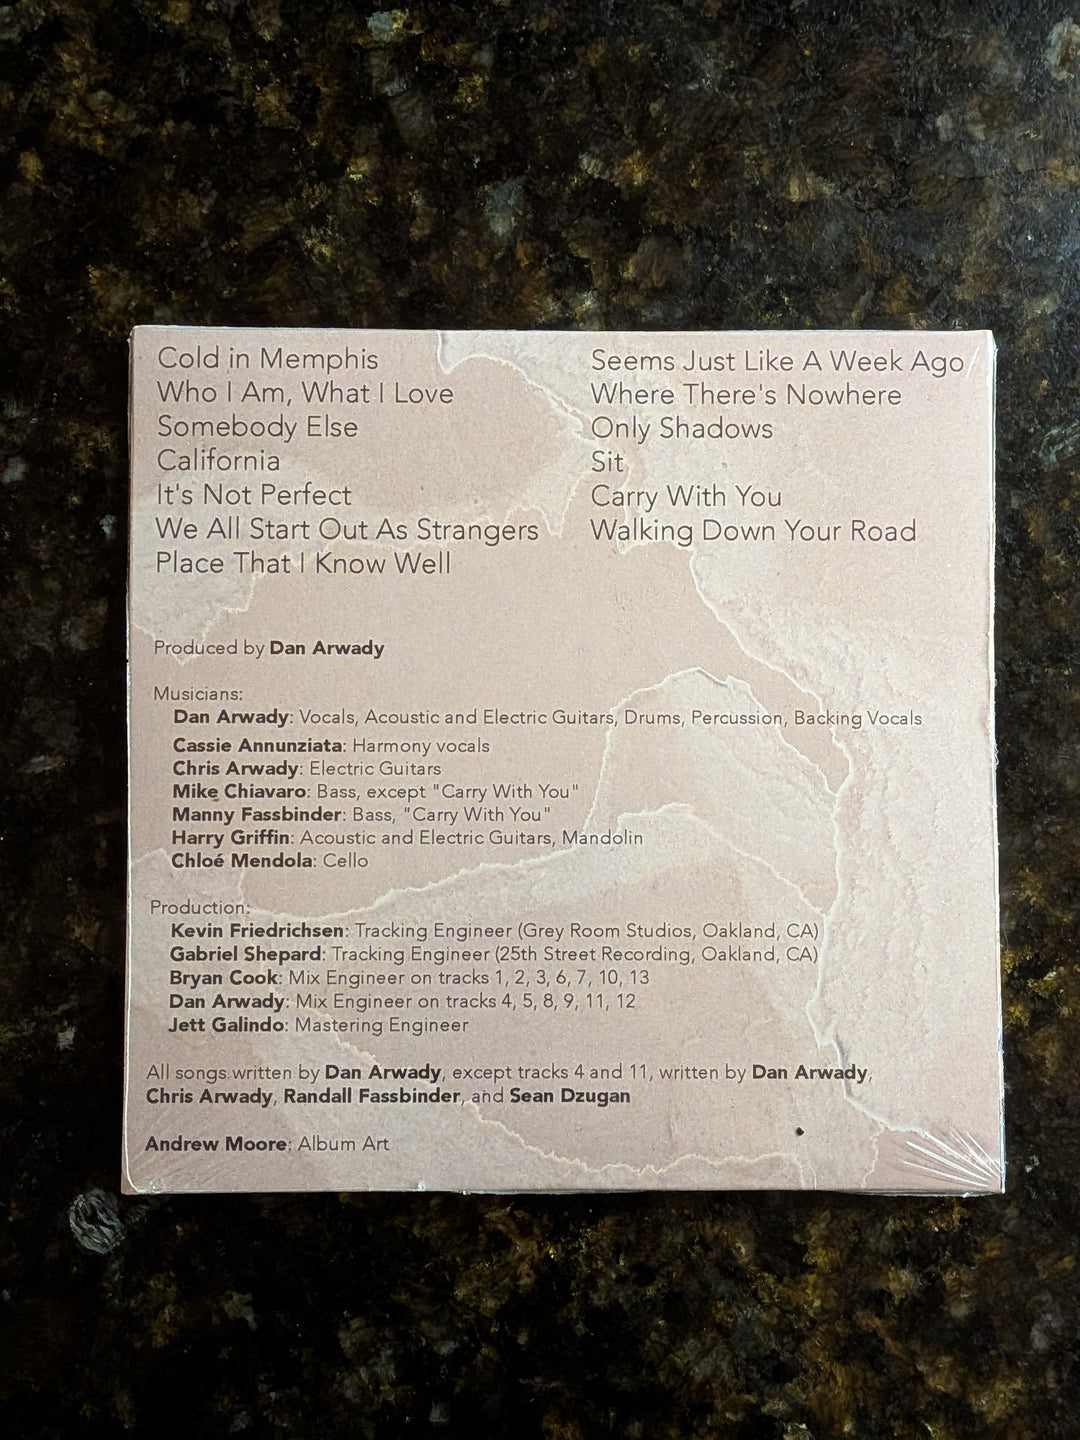 Cold in Memphis
Who I Am, What I Love
Somebody Else
California
It's Not Perfect
We All Start Out As Strangers
Place That I Know Well
Seems Just Like A Week Ago
Where There's Nowhere
Only Shadows
Sit
Carry With You
Walking Down Your Road
Produced by Dan Arwady
Musicians:
Dan Arwady: Vocals, Acoustic and Electric Guitars, Drums, Percussion, Backing Vocals
Cassie Annunziata: Harmony vocals
Chris Arwady: Electric Guitars
Mike Chiavaro: Bass, except "Carry With You"
Manny Fassbinder: Bass, "Carry With You"
Harry Griffin: Acoustic and Electric Guitars, Mandolin
Chloé Mendola: Cello
Production:
Kevin Friedrichsen: Tracking Engineer (Grey Room Studios, Oakland, CA)
Gabriel Shepard: Tracking Engineer (25th Street Recording, Oakland, CA)
Bryan Cook: Mix Engineer on tracks 1, 2, 3, 6, 7, 10, 13
Dan Arwady: Mix Engineer on tracks 4, 5, 8, 9, 11, 12
Jett Galindo: Mastering Engineer
All songs written by Dan Arwady, except tracks 4 and 11, written by Dan Arwady,
Chris Arwady, Randall Fassbinder, and Sean Dzugan
Andrew Moore: Album Art